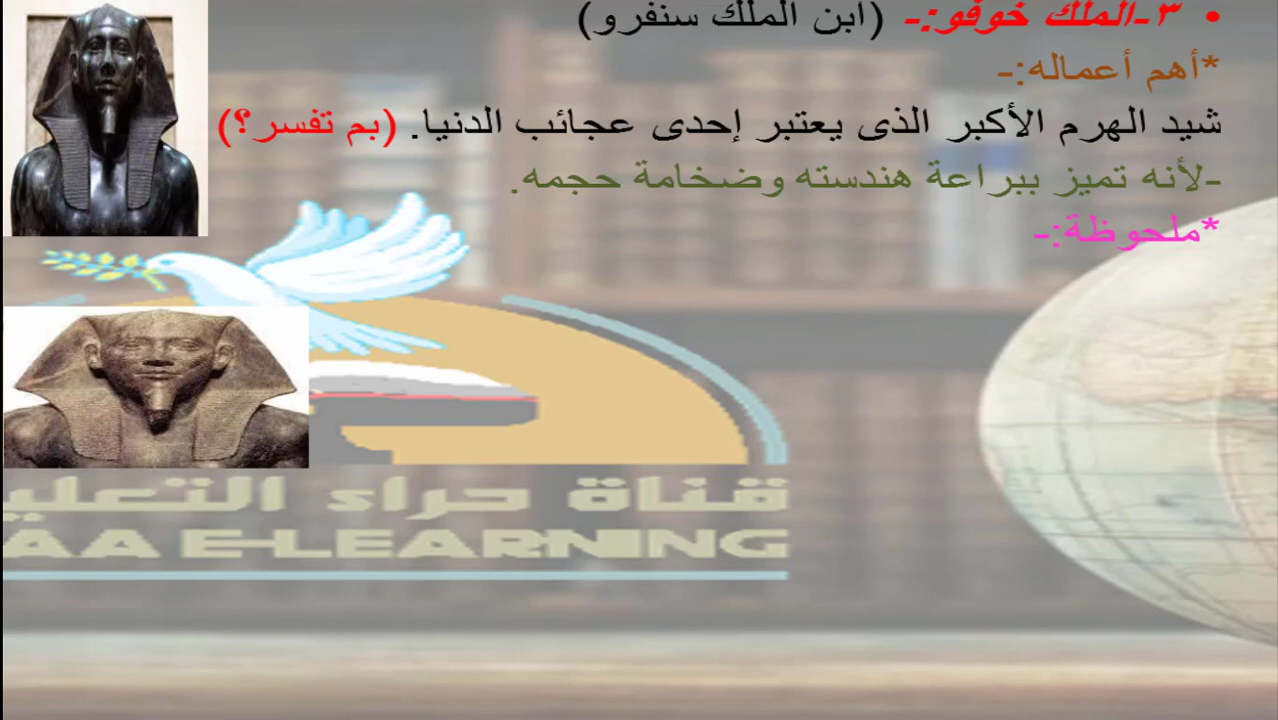 • ٣-الملك خوفو:- (ابن الملك سنفرو)
*أهم أعماله:-
شيد الهرم الأكبر الذى يعتبر إحدى عجائب الدنيا. (بم تفسر؟)
-لأنه تميز ببراعة هندسته وضخامة حجمه.
*ملحوظة:-
قناة حراء التعلي
AA E-LEARNING